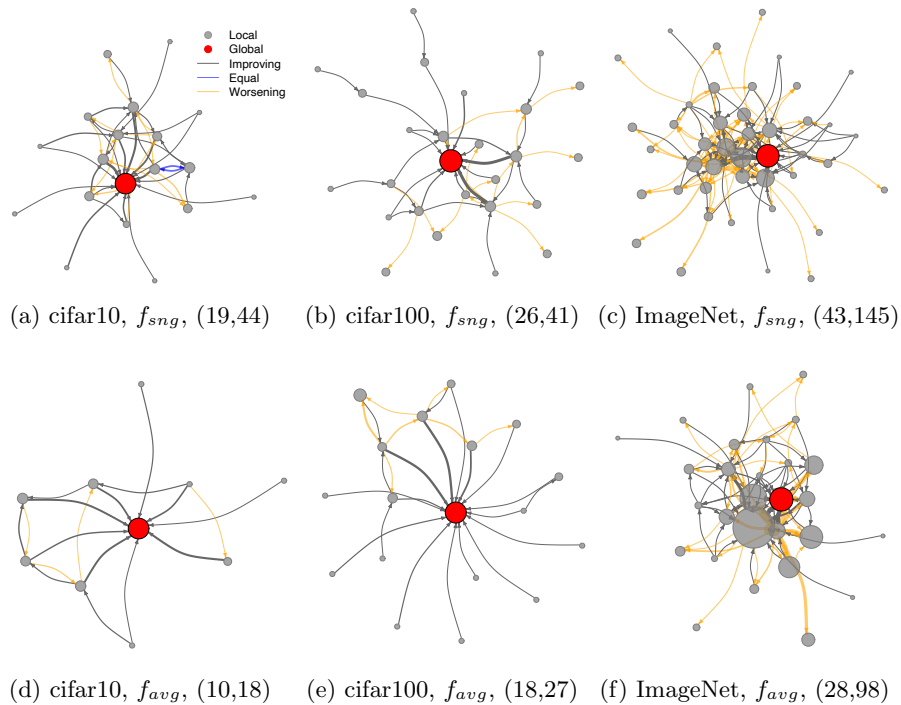 Local
Global
Improving
Equal
Worsening
(a) cifar10, f_sng, (19,44)
(b) cifar100, f_sng, (26,41)
(c) ImageNet, f_sng, (43,145)
(d) cifar10, f_avg, (10,18)
(e) cifar100, f_avg, (18,27)
(f) ImageNet, f_avg, (28,98)